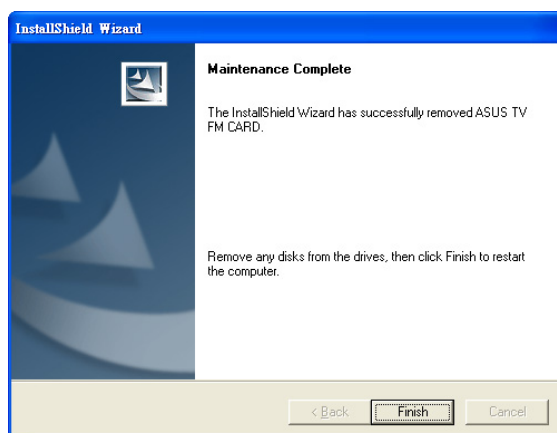 InstallShield Wizard
Maintenance Complete
The InstallShield Wizard has successfully removed ASUS TV
FM CARD.
Remove any disks from the drives, then click Finish to restart
the computer.
< Back
Finish
Cancel